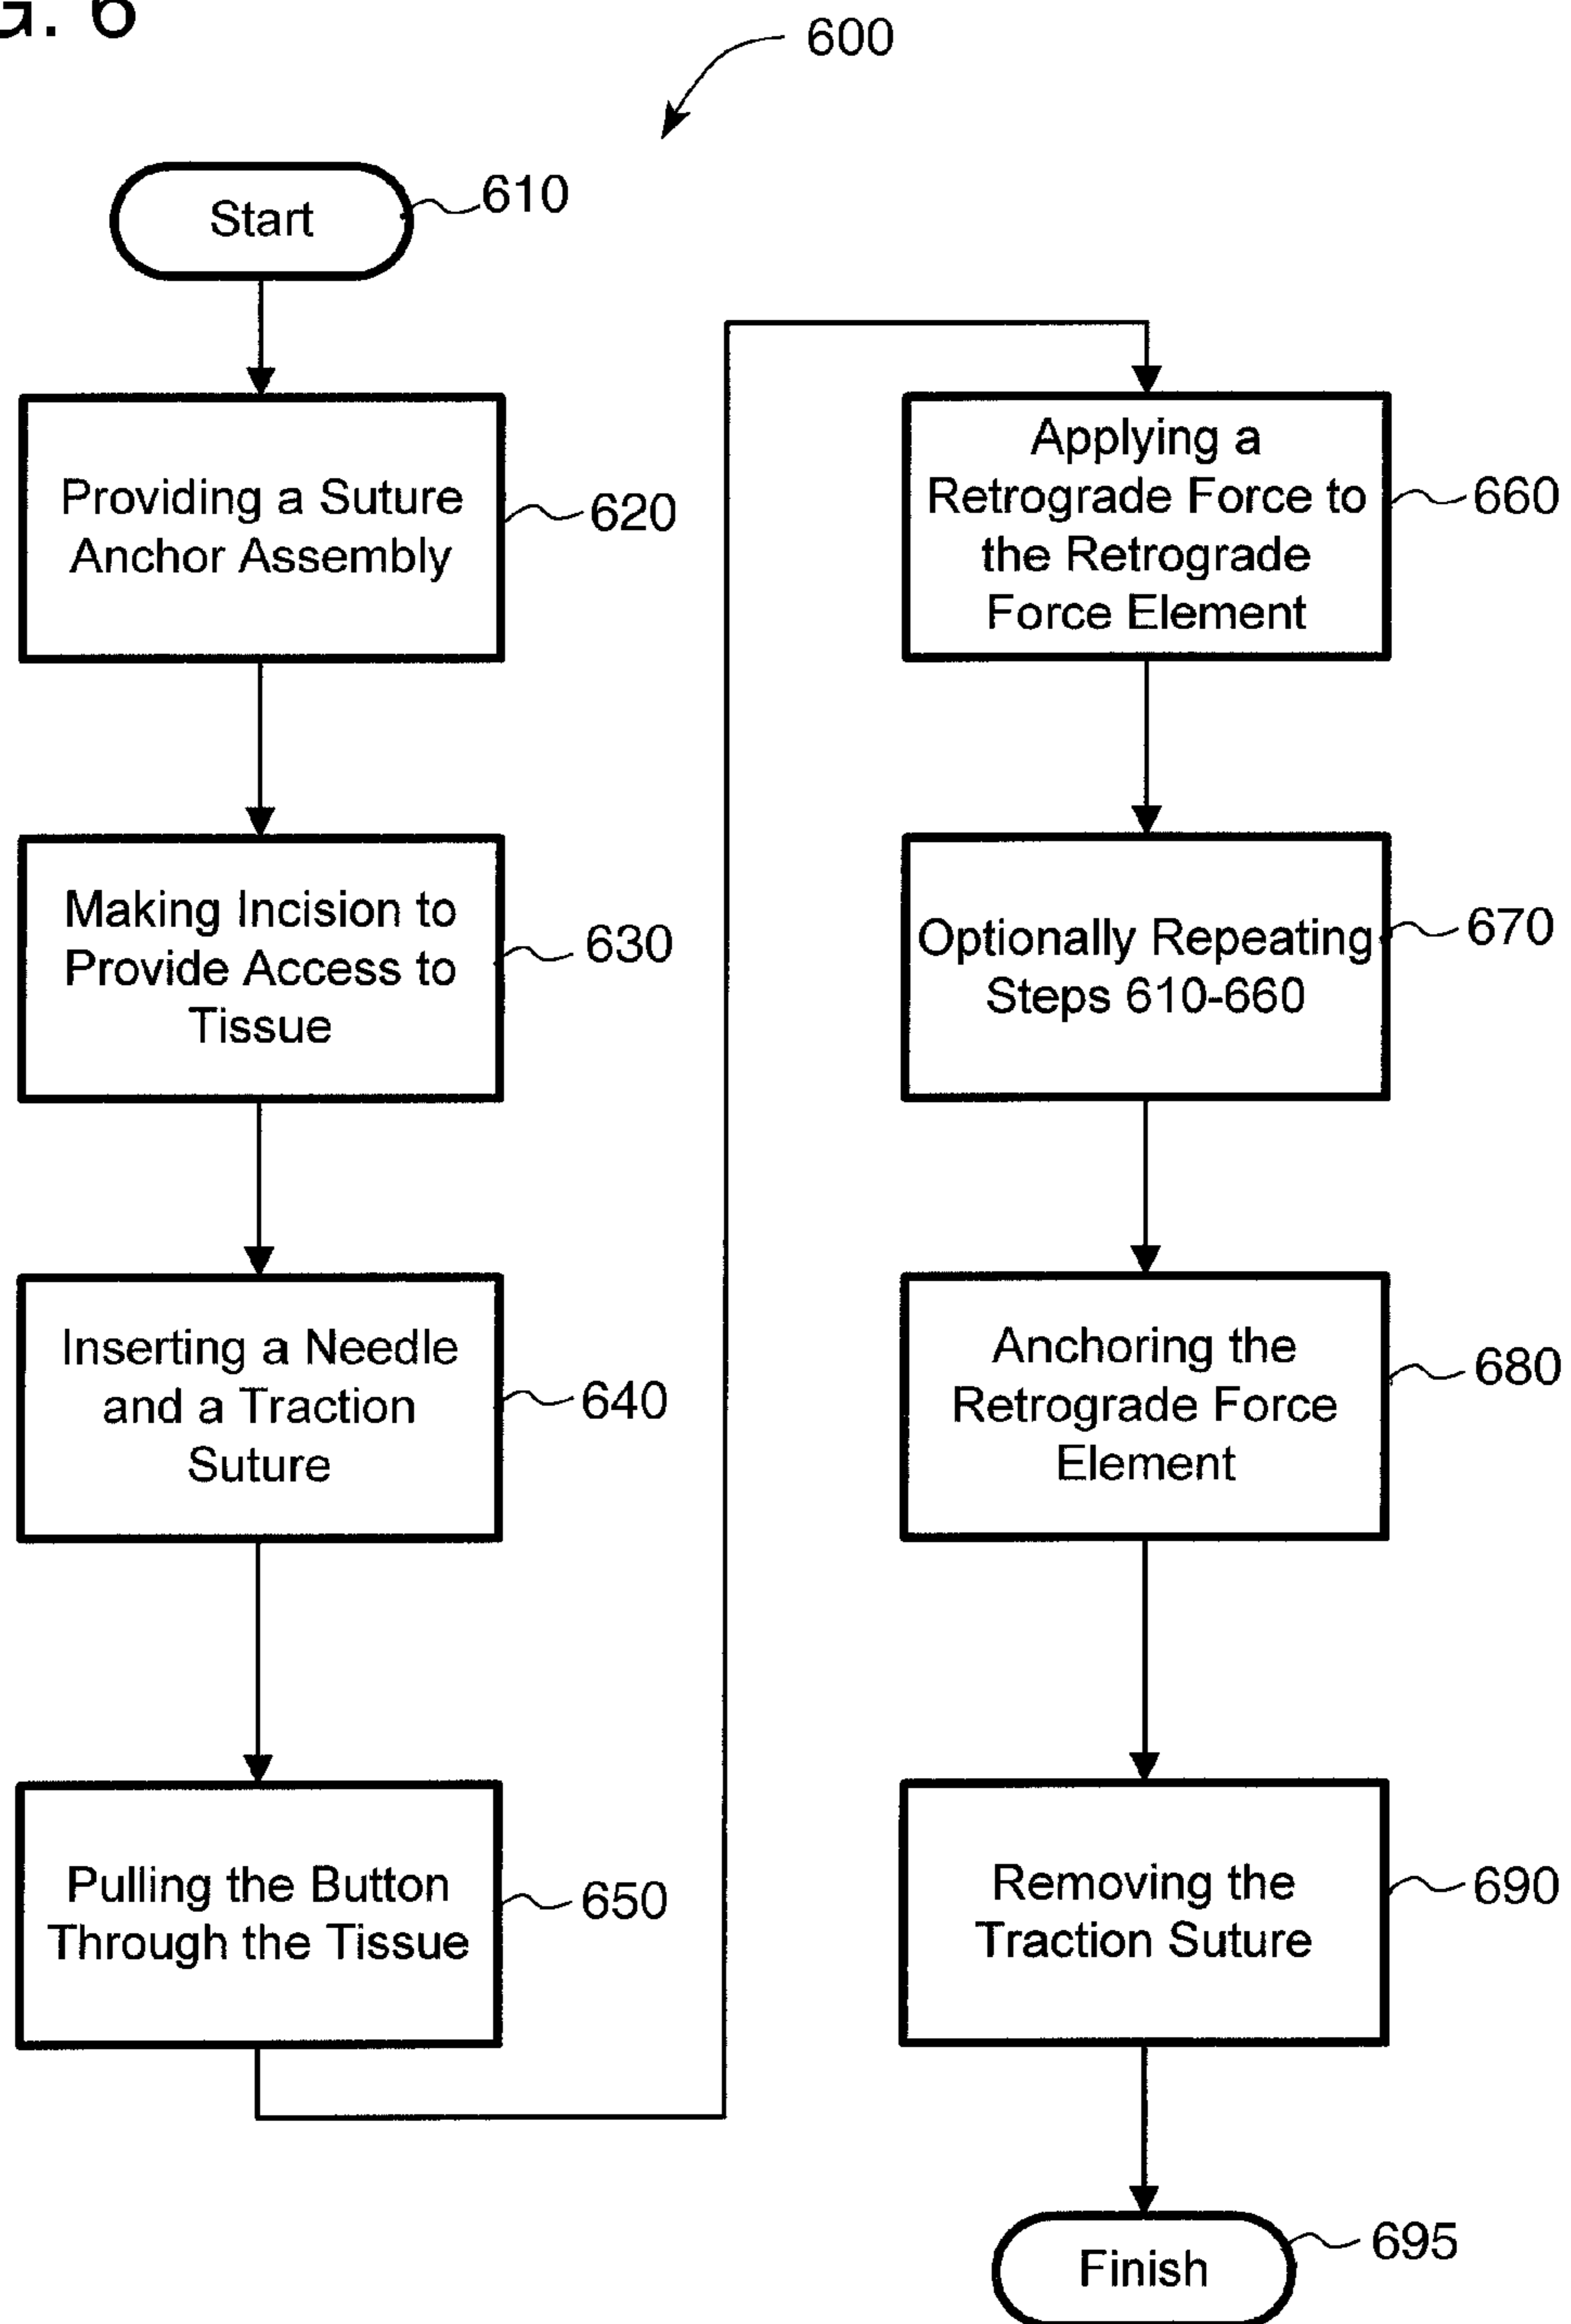 G. 6
600
Start
610
Providing a Suture
Anchor Assembly
620
Making Incision to
Provide Access to
Tissue
630
Inserting a Needle
and a Traction
Suture
640
Pulling the Button
Through the Tissue
650
Applying a
Retrograde Force to
the Retrograde
Force Element
660
Optionally Repeating
Steps 610-660
670
Anchoring the
Retrograde Force
Element
680
Removing the
Traction Suture
690
Finish
695